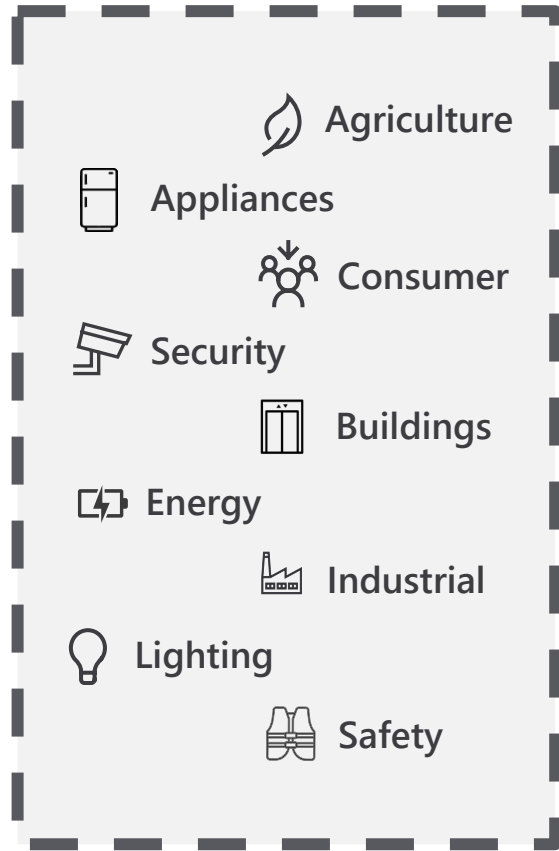 Agriculture
Appliances
Consumer
Security
Buildings
Energy
Industrial
Lighting
Safety